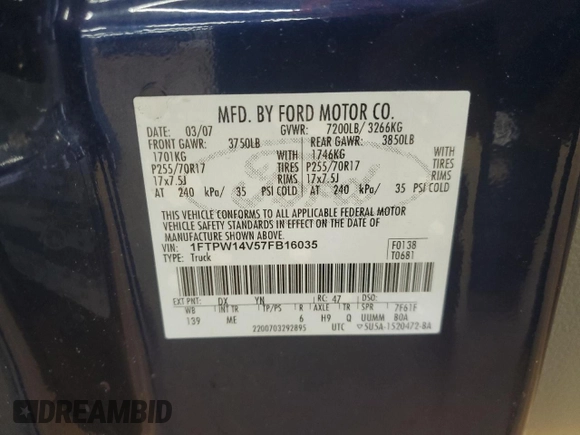 MFD. BY FORD MOTOR CO.
DATE: 03/07 GVWR: 7200LB/ 3266KG
FRONT GAWR: 3750LB REAR GAWR: 3850LB
1701KG WITH 1746KG WITH
P255/70R17 TIRES P255/70R17 TIRES
17x7.5J RIMS 17x7.5J RIMS
AT 240 kPa/ 35 PSI COLD AT 240 kPa/ 35 PSI COLD
THIS VEHICLE CONFORMS TO ALL APPLICABLE FEDERAL MOTOR
VEHICLE SAFETY STANDARDS IN EFFECT ON THE DATE OF
MANUFACTURE SHOWN ABOVE.
VIN: 1FTPW14V57FB16035 F0138
TYPE: Truck T0681
EXT PNT: DX YN RC: 47 DSO:
WB INT TR TP/PS R AXLE TR SPR 7F61F
139 ME 6 H9 Q UUMM 80A
2200703292895 UTC 5U5A-1520472-BA
DREAMBID